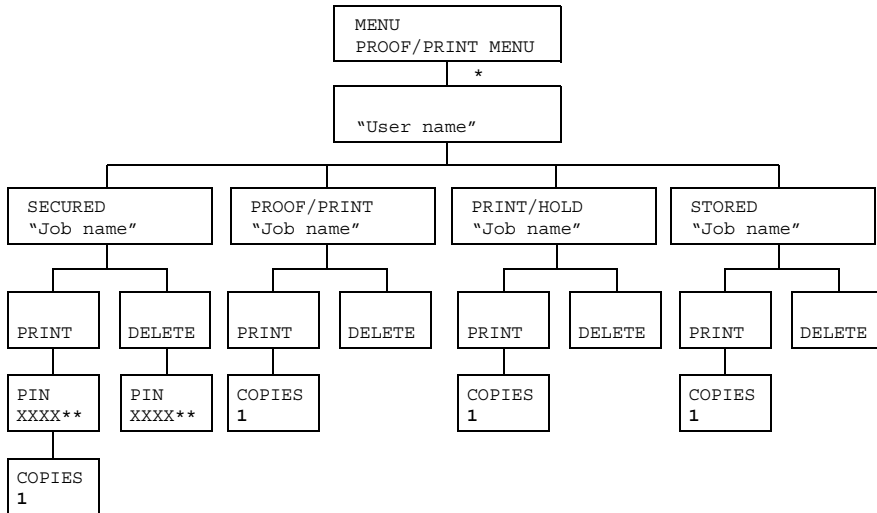 MENU
PROOF/PRINT MENU
*
“User name”
SECURED
“Job name”
PROOF/PRINT
“Job name”
PRINT/HOLD
“Job name”
STORED
“Job name”
PRINT
DELETE
PRINT
DELETE
PRINT
DELETE
PRINT
DELETE
PIN
XXXX**
PIN
XXXX**
COPIES
1
COPIES
1
COPIES
1
COPIES
1